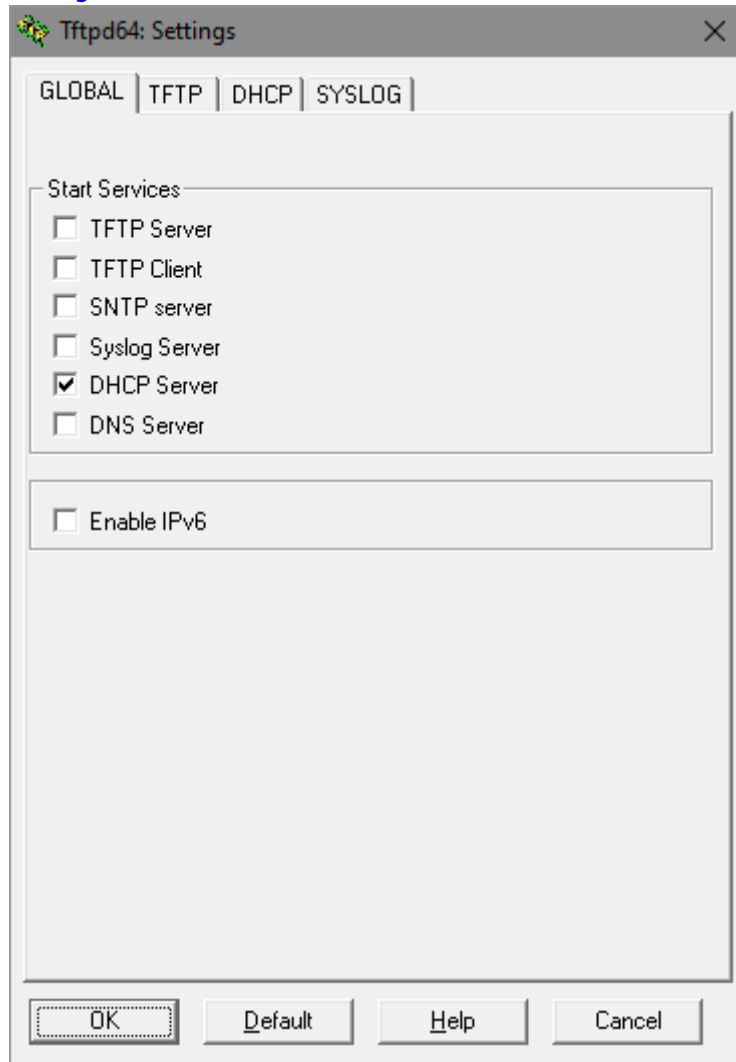 Tftpd64: Settings
GLOBAL TFTP DHCP SYSLOG
Start Services
TFTP Server
TFTP Client
SNTP server
Syslog Server
DHCP Server
DNS Server
Enable IPv6
OK Default Help Cancel